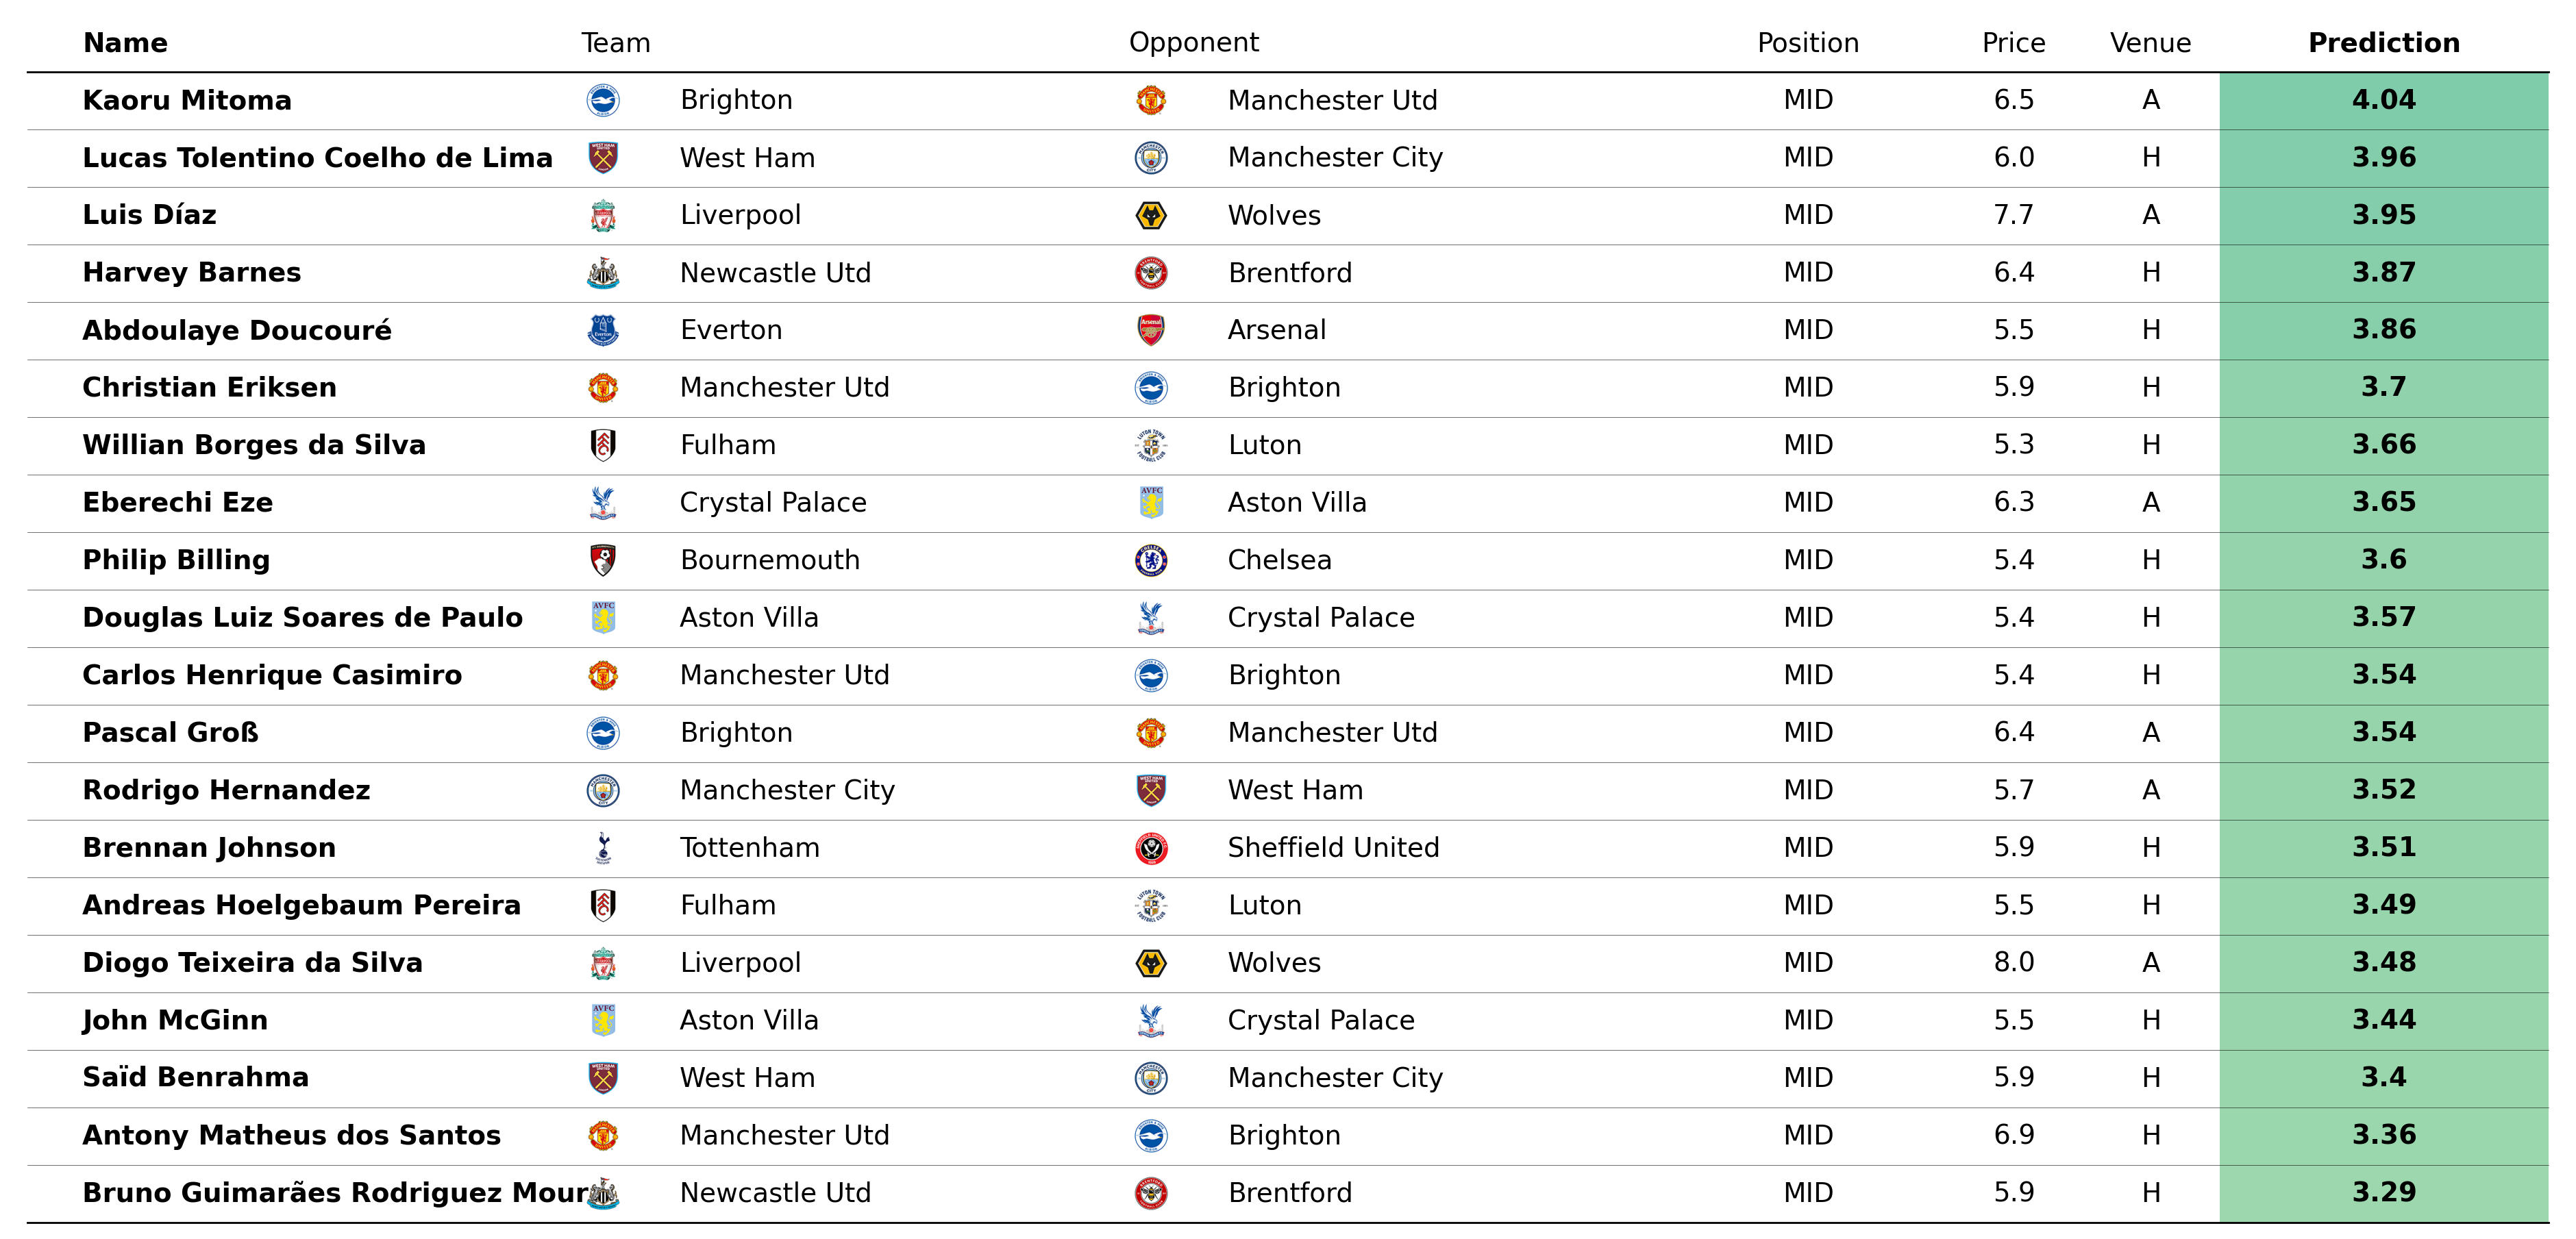 Name Team Opponent Position Price Venue Prediction
Kaoru Mitoma Brighton Manchester Utd MID 6.5 A 4.04
Lucas Tolentino Coelho de Lima West Ham Manchester City MID 6.0 H 3.96
Luis Díaz Liverpool Wolves MID 7.7 A 3.95
Harvey Barnes Newcastle Utd Brentford MID 6.4 H 3.87
Abdoulaye Doucouré Everton Arsenal MID 5.5 H 3.86
Christian Eriksen Manchester Utd Brighton MID 5.9 H 3.7
Willian Borges da Silva Fulham Luton MID 5.3 H 3.66
Eberechi Eze Crystal Palace Aston Villa MID 6.3 A 3.65
Philip Billing Bournemouth Chelsea MID 5.4 H 3.6
Douglas Luiz Soares de Paulo Aston Villa Crystal Palace MID 5.4 H 3.57
Carlos Henrique Casimiro Manchester Utd Brighton MID 5.4 H 3.54
Pascal Groß Brighton Manchester Utd MID 6.4 A 3.54
Rodrigo Hernandez Manchester City West Ham MID 5.7 A 3.52
Brennan Johnson Tottenham Sheffield United MID 5.9 H 3.51
Andreas Hoelgebaum Pereira Fulham Luton MID 5.5 H 3.49
Diogo Teixeira da Silva Liverpool Wolves MID 8.0 A 3.48
John McGinn Aston Villa Crystal Palace MID 5.5 H 3.44
Saïd Benrahma West Ham Manchester City MID 5.9 H 3.4
Antony Matheus dos Santos Manchester Utd Brighton MID 6.9 H 3.36
Bruno Guimarães Rodriguez Mour Newcastle Utd Brentford MID 5.9 H 3.29